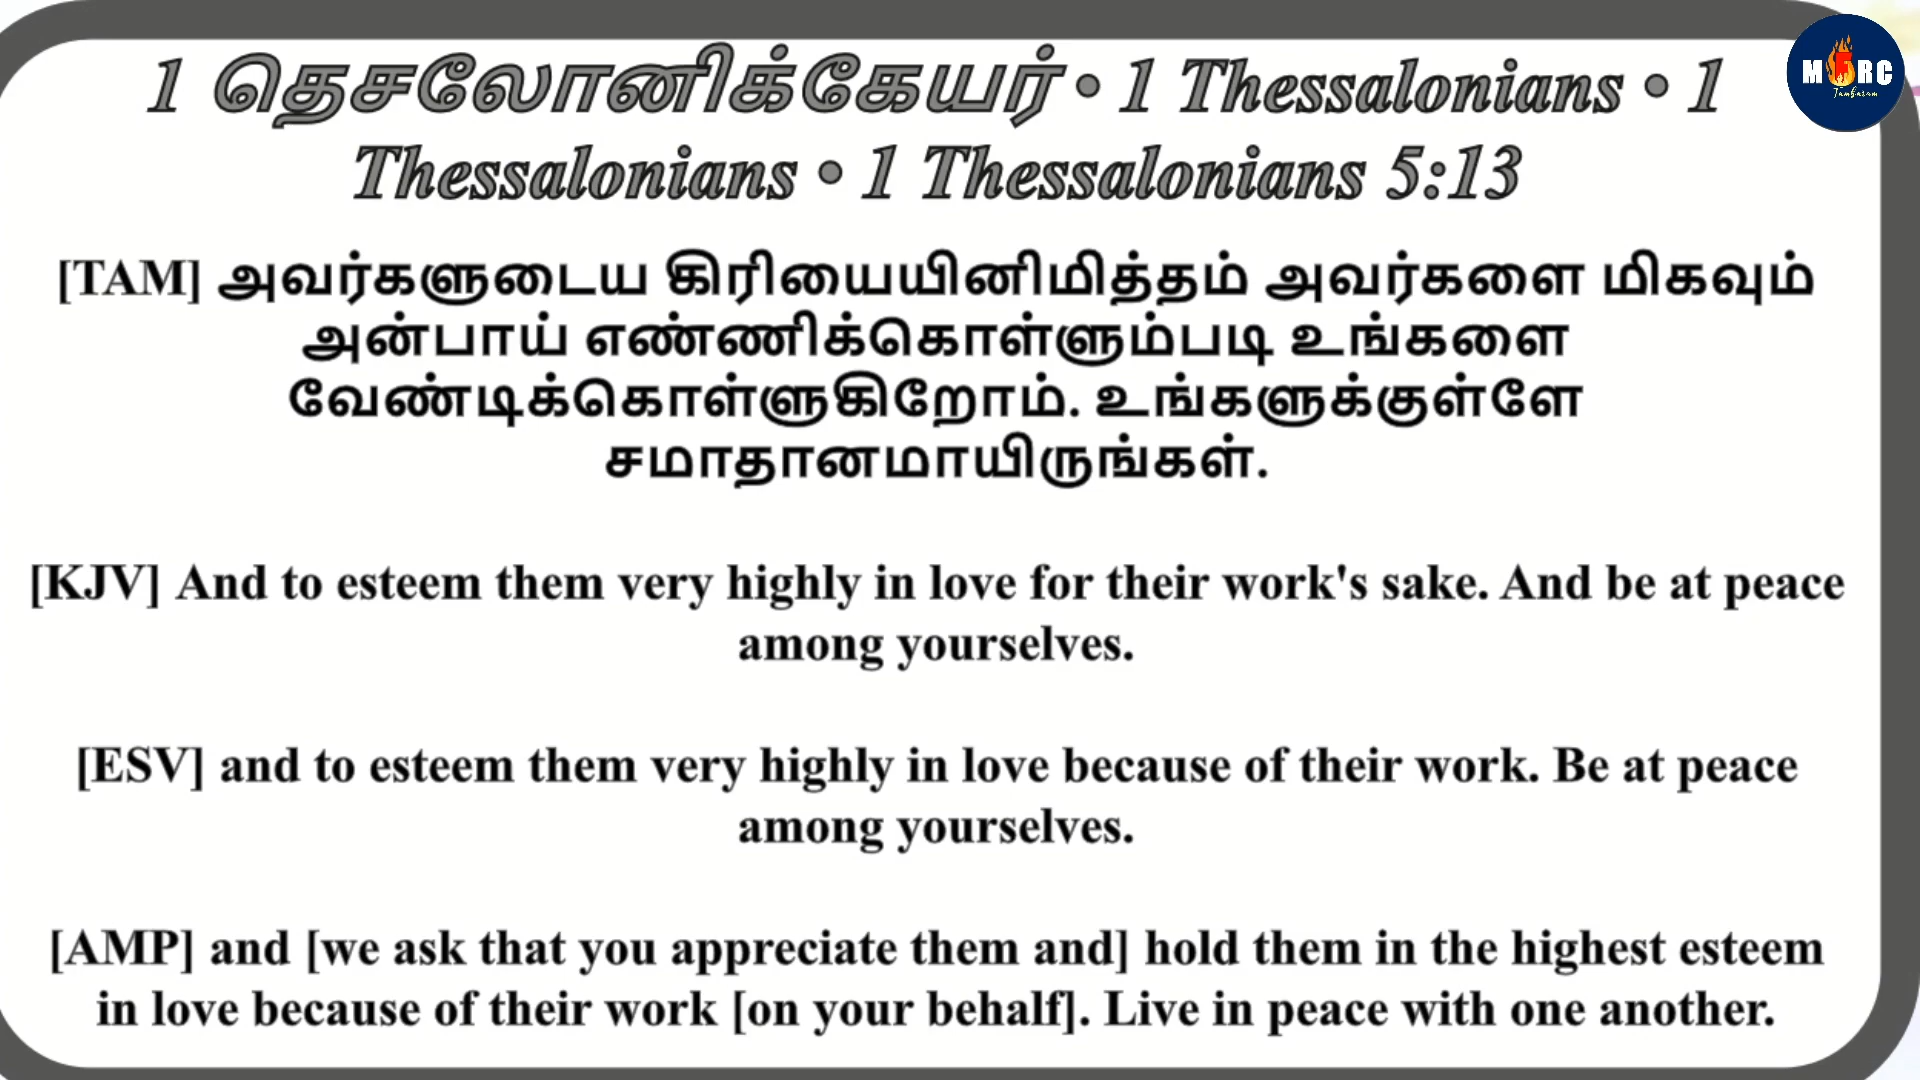 1 தெசலோனிக்கேயர் • 1 Thessalonians • 1
Thessalonians • 1 Thessalonians 5:13
[TAM] அவர்களுடைய கிரியையினிமித்தம் அவர்களை மிகவும்
அன்பாய் எண்ணிக்கொள்ளும்படி உங்களை
வேண்டிக்கொள்ளுகிறோம். உங்களுக்குள்ளே
சமாதானமாயிருங்கள்.
[KJV] And to esteem them very highly in love for their work's sake. And be at peace
among yourselves.
[ESV] and to esteem them very highly in love because of their work. Be at peace
among yourselves.
[AMP] and [we ask that you appreciate them and] hold them in the highest esteem
in love because of their work [on your behalf]. Live in peace with one another.
MFRC
Tambaram